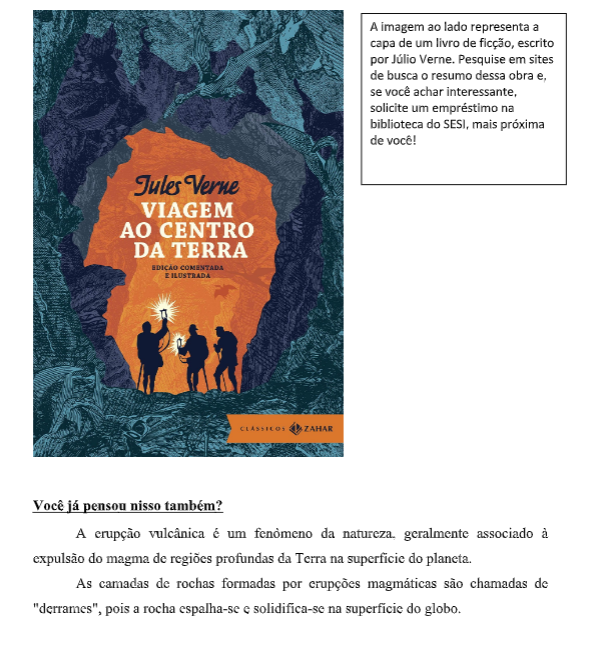 A imagem ao lado representa a
capa de um livro de ficção, escrito
por Júlio Verne. Pesquise em sites
de busca o resumo dessa obra e,
se você achar interessante,
solicite um empréstimo na
biblioteca do SESI, mais próxima
de você!
Jules Verne
VIAGEM
AO CENTRO
DA TERRA
EDIÇÃO COMENTADA
E ILUSTRADA
CLÁSSICOS ZAHAR
Você já pensou nisso também?
A erupção vulcânica é um fenômeno da natureza, geralmente associado à
expulsão do magma de regiões profundas da Terra na superfície do planeta.
As camadas de rochas formadas por erupções magmáticas são chamadas de
"derrames", pois a rocha espalha-se e solidifica-se na superfície do globo.